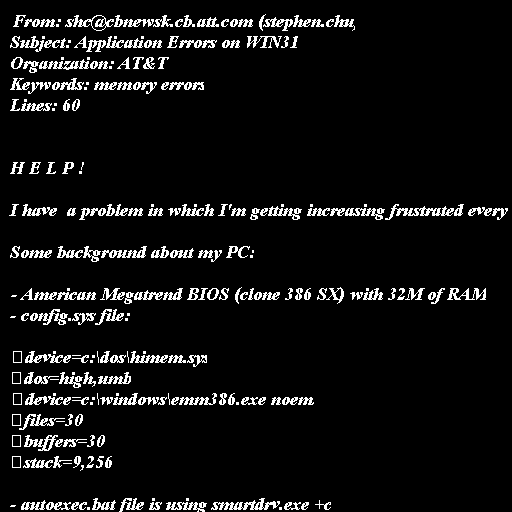 From: shc@cbnewsk.cb.att.com (stephen.chu,
Subject: Application Errors on WIN31
Organization: AT&T
Keywords: memory errors
Lines: 60
H E L P !
I have  a problem in which I'm getting increasing frustrated every
Some background about my PC:
- American Megatrend BIOS (clone 386 SX) with 32M of RAM
- config.sys file:
device=c:\dos\himem.sys
dos=high,umb
device=c:\windows\emm386.exe noem
files=30
buffers=30
stack=9,256
- autoexec.bat file is using smartdrv.exe +c